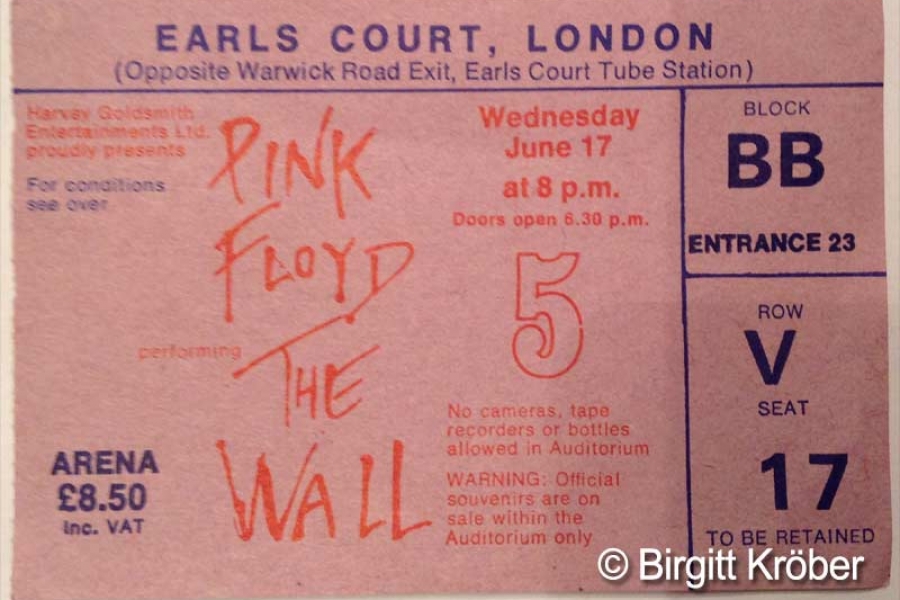 EARLS COURT, LONDON
(Opposite Warwick Road Exit, Earls Court Tube Station)
Harvey Goldsmith
Entertainments Ltd.
proudly presents
For conditions
see over
PINK
FLOYD
performing
THE
WALL
ARENA
£8.50
Inc. VAT
Wednesday
June 17
at 8 p.m.
Doors open 6.30 p.m.
5
No cameras, tape
recorders or bottles
allowed in Auditorium
WARNING: Official
souvenirs are on
sale within the
Auditorium only
BLOCK
BB
ENTRANCE 23
ROW
V
SEAT
17
TO BE RETAINED
© Birgitt Kröber